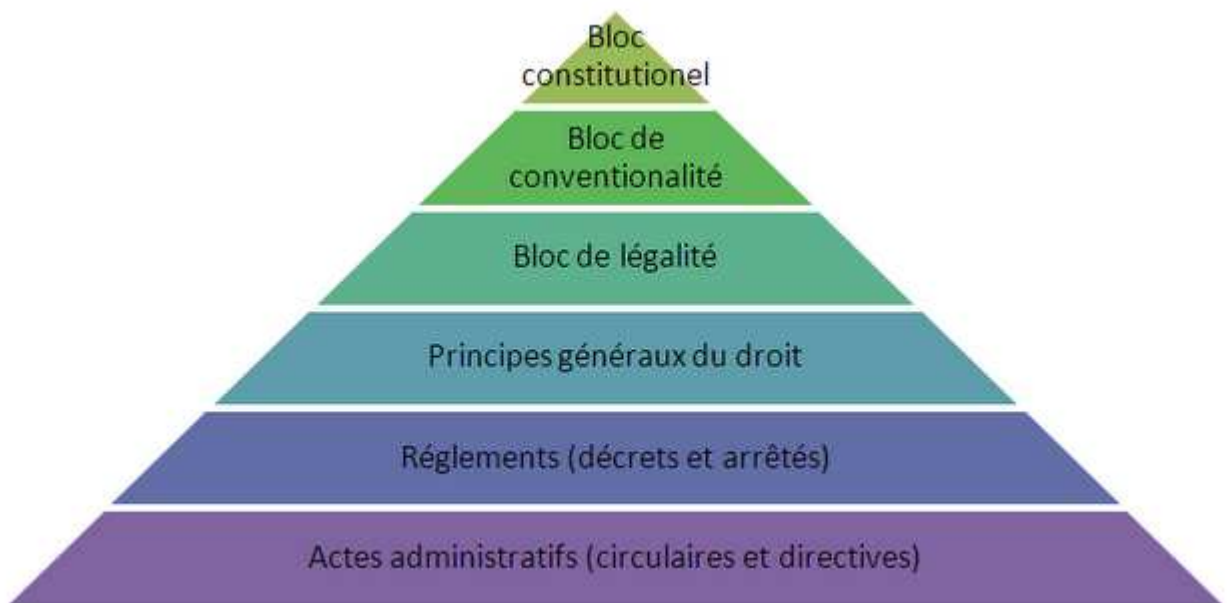 Bloc
constitutionel
Bloc de
conventionalité
Bloc de légalité
Principes généraux du droit
Réglements (décrets et arrêtés)
Actes administratifs (circulaires et directives)